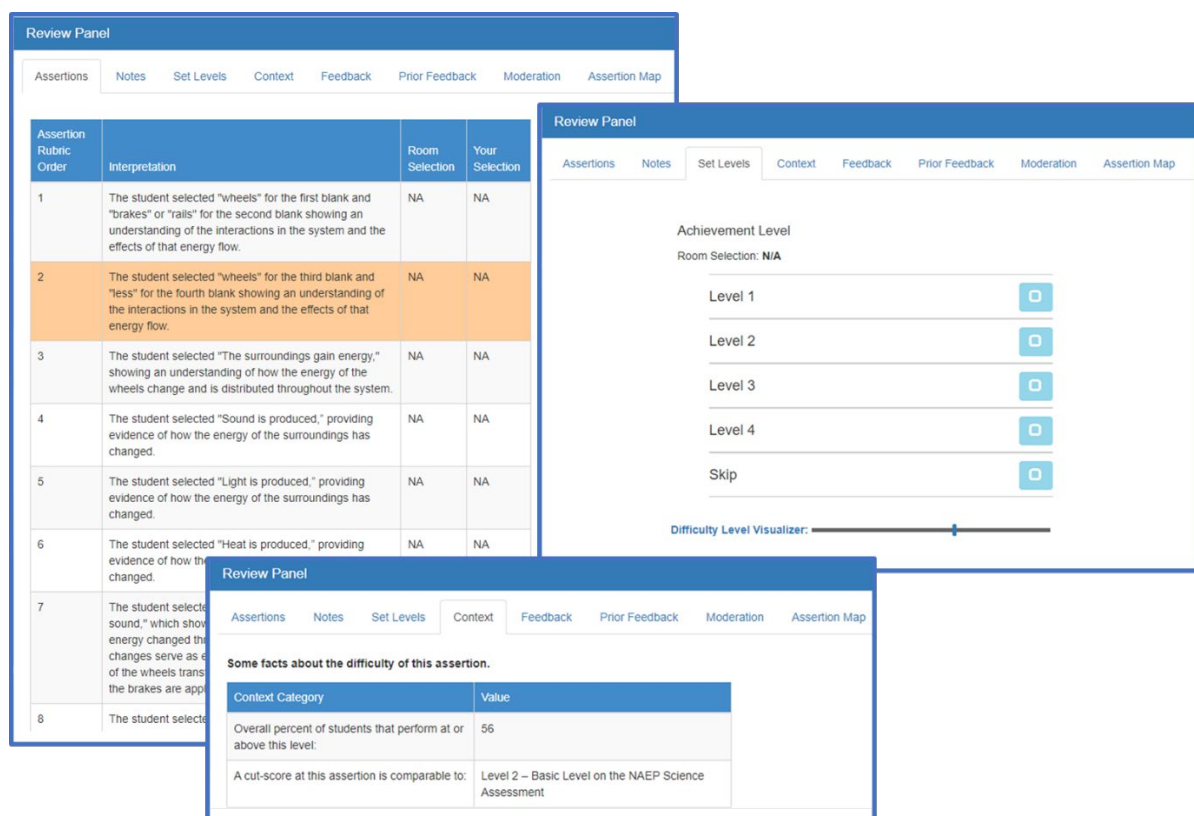 Review Panel
Assertions Notes Set Levels Context Feedback Prior Feedback Moderation Assertion Map
Assertion
Rubric
Order
Interpretation
Room
Selection
Your
Selection
1
The student selected "wheels" for the first blank and
"brakes" or "rails" for the second blank showing an
understanding of the interactions in the system and the
effects of that energy flow.
NA
NA
2
The student selected "wheels" for the third blank and
"less" for the fourth blank showing an understanding of
the interactions in the system and the effects of that
energy flow.
NA
NA
3
The student selected "The surroundings gain energy,"
showing an understanding of how the energy of the
wheels change and is distributed throughout the system.
NA
NA
4
The student selected "Sound is produced," providing
evidence of how the energy of the surroundings has
changed.
NA
NA
5
The student selected "Light is produced," providing
evidence of how the energy of the surroundings has
changed.
NA
NA
6
The student selected "Heat is produced," providing
evidence of how the
changed.
NA
NA
7
The student selecte
sound," which show
energy changed thr
changes serve as e
of the wheels transf
the brakes are appl
8
The student selecte
Review Panel
Assertions Notes Set Levels Context Feedback Prior Feedback Moderation Assertion Map
Achievement Level
Room Selection: N/A
Level 1
Level 2
Level 3
Level 4
Skip
Difficulty Level Visualizer:
Review Panel
Assertions Notes Set Levels Context Feedback Prior Feedback Moderation Assertion Map
Some facts about the difficulty of this assertion.
Context Category
Value
Overall percent of students that perform at or
above this level:
56
A cut-score at this assertion is comparable to:
Level 2 – Basic Level on the NAEP Science
Assessment